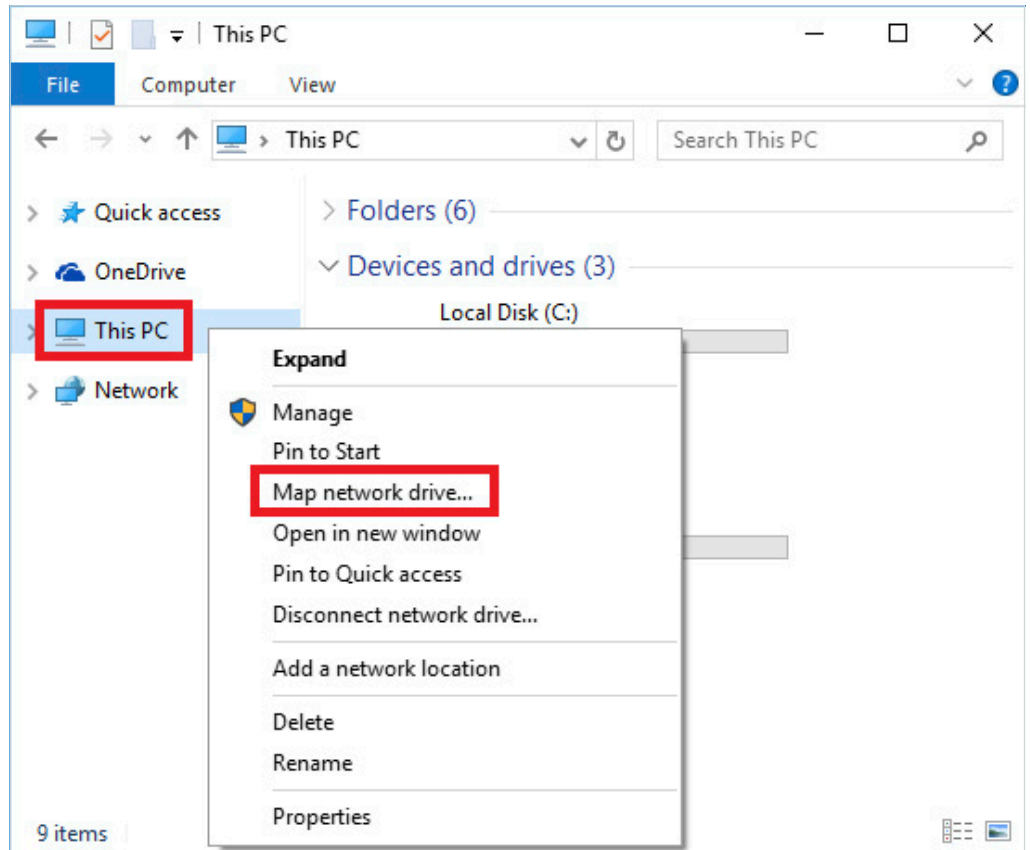 This PC
File Computer View
This PC Search This PC
Quick access
OneDrive
This PC
Network
Folders (6)
Devices and drives (3)
Local Disk (C:)
Expand
Manage
Pin to Start
Map network drive...
Open in new window
Pin to Quick access
Disconnect network drive...
Add a network location
Delete
Rename
Properties
9 items